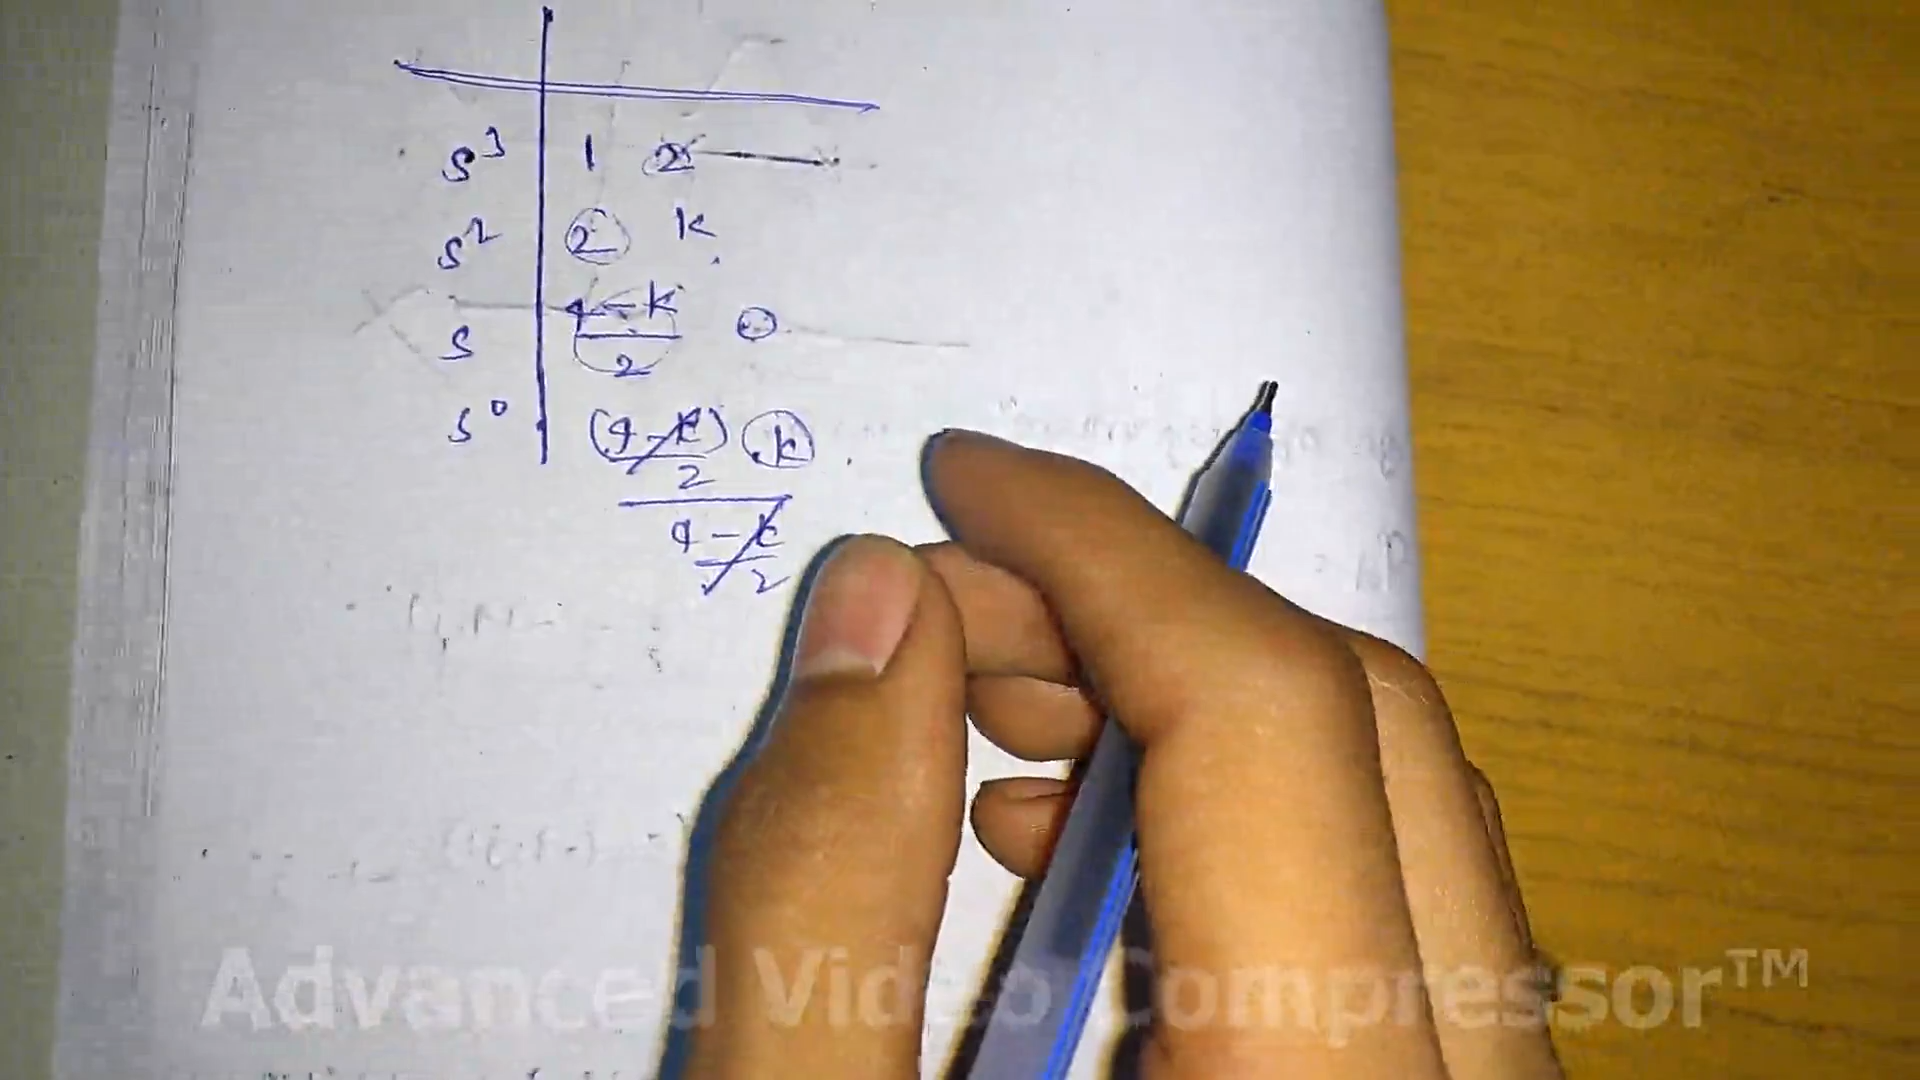 s³ 1 2
s² 2 k
s 4-k/2 0
s⁰ (4-k)/2 k
4-k/2
Advanced Video Compressor™